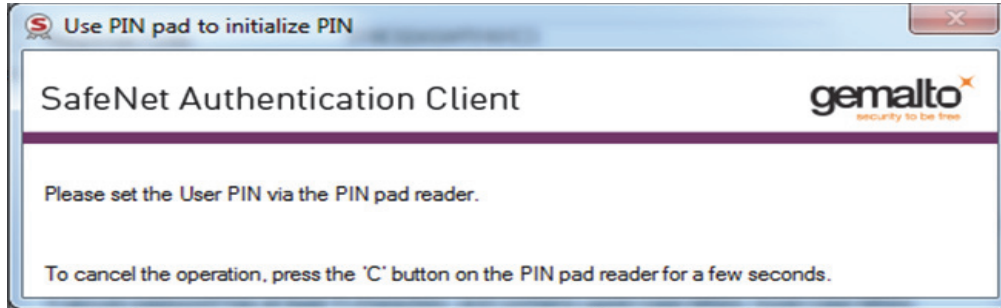 Use PIN pad to initialize PIN
SafeNet Authentication Client
gemalto
security to be free
Please set the User PIN via the PIN pad reader.
To cancel the operation, press the 'C' button on the PIN pad reader for a few seconds.